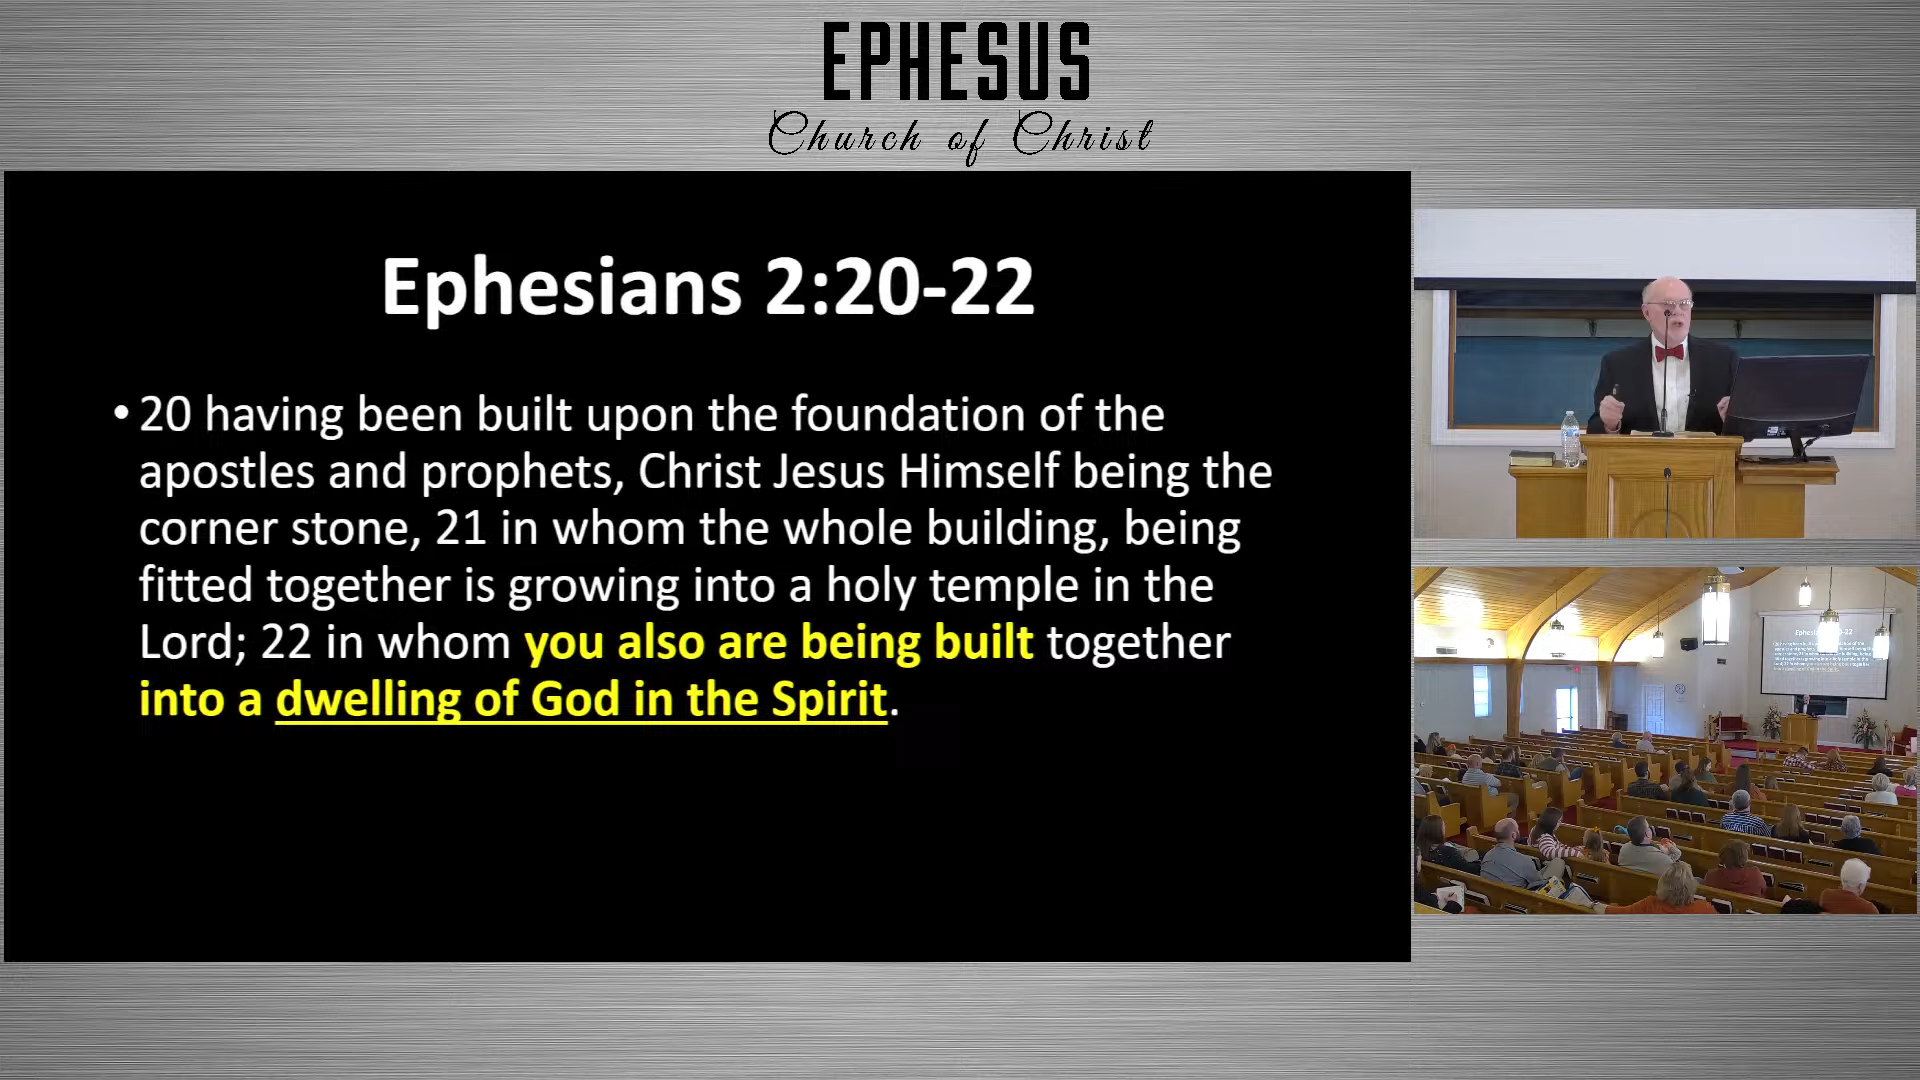 EPHESUS
Church of Christ
Ephesians 2:20-22
• 20 having been built upon the foundation of the
apostles and prophets, Christ Jesus Himself being the
corner stone, 21 in whom the whole building, being
fitted together is growing into a holy temple in the
Lord; 22 in whom you also are being built together
into a dwelling of God in the Spirit.